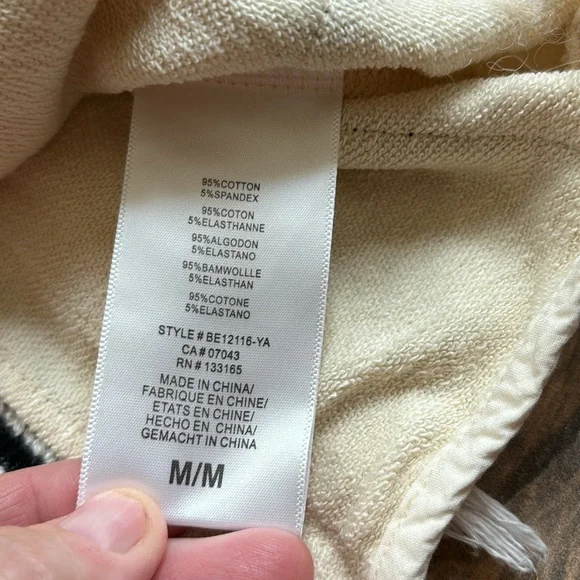 95%COTTON
5%SPANDEX
95%COTON
5%ELASTHANNE
95%ALGODON
5%ELASTANO
95%BAMWOLLLE
5%ELASTHAN
95%COTONE
5%ELASTANO
STYLE # BE12116-YA
CA # 07043
RN # 133165
MADE IN CHINA/
FABRIQUE EN CHINE/
ETATS EN CHINE/
HECHO EN CHINA/
GEMACHT IN CHINA/
M/M